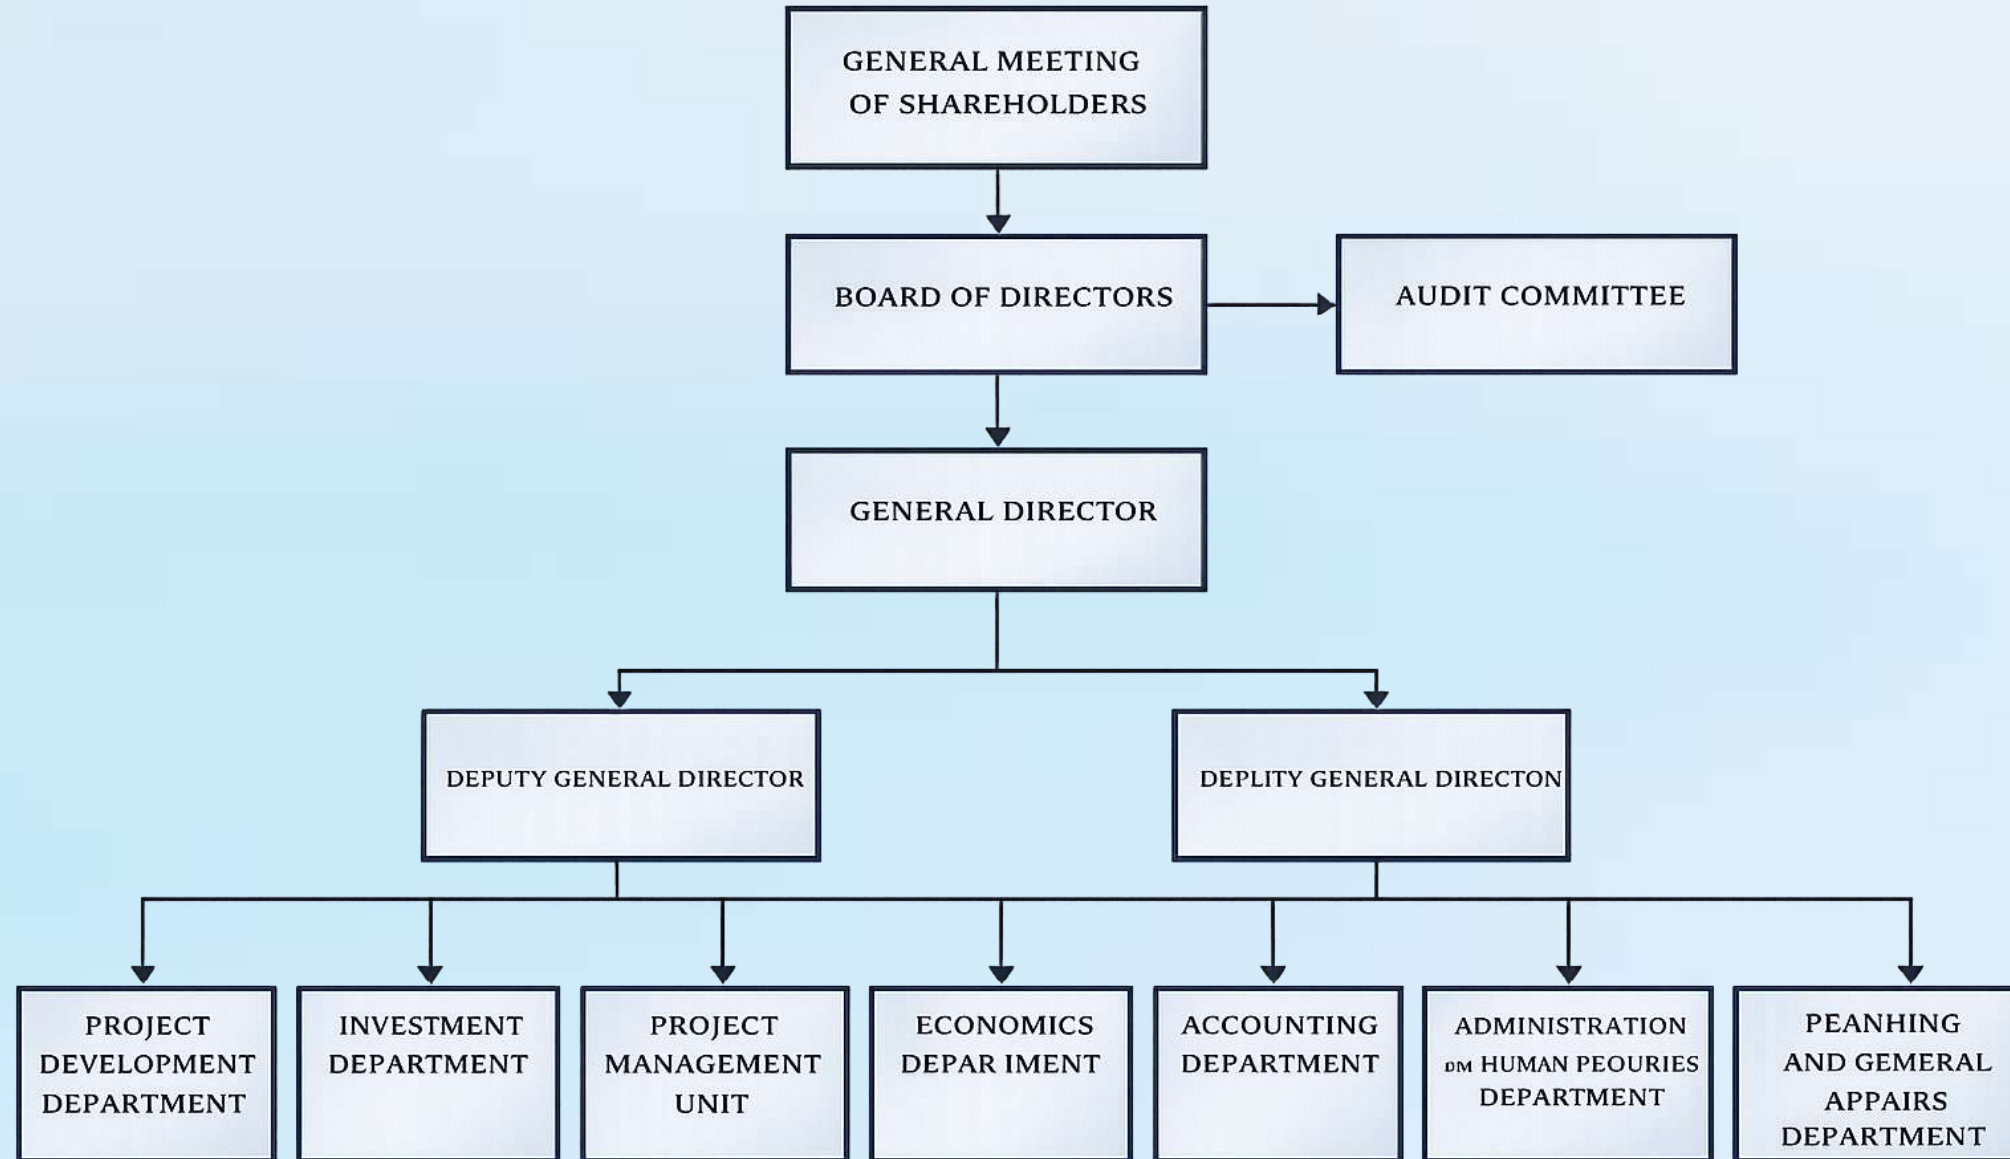 GENERAL MEETING
OF SHAREHOLDERS
BOARD OF DIRECTORS
AUDIT COMMITTEE
GENERAL DIRECTOR
DEPUTY GENERAL DIRECTOR
DEPLITY GENERAL DIRECTON
PROJECT
DEVELOPMENT
DEPARTMENT
INVESTMENT
DEPARTMENT
PROJECT
MANAGEMENT
UNIT
ECONOMICS
DEPAR IMENT
ACCOUNTING
DEPARTMENT
ADMINISTRATION
DM HUMAN PEOURIES
DEPARTMENT
PEANHING
AND GEMERAL
APPAIRS
DEPARTMENT